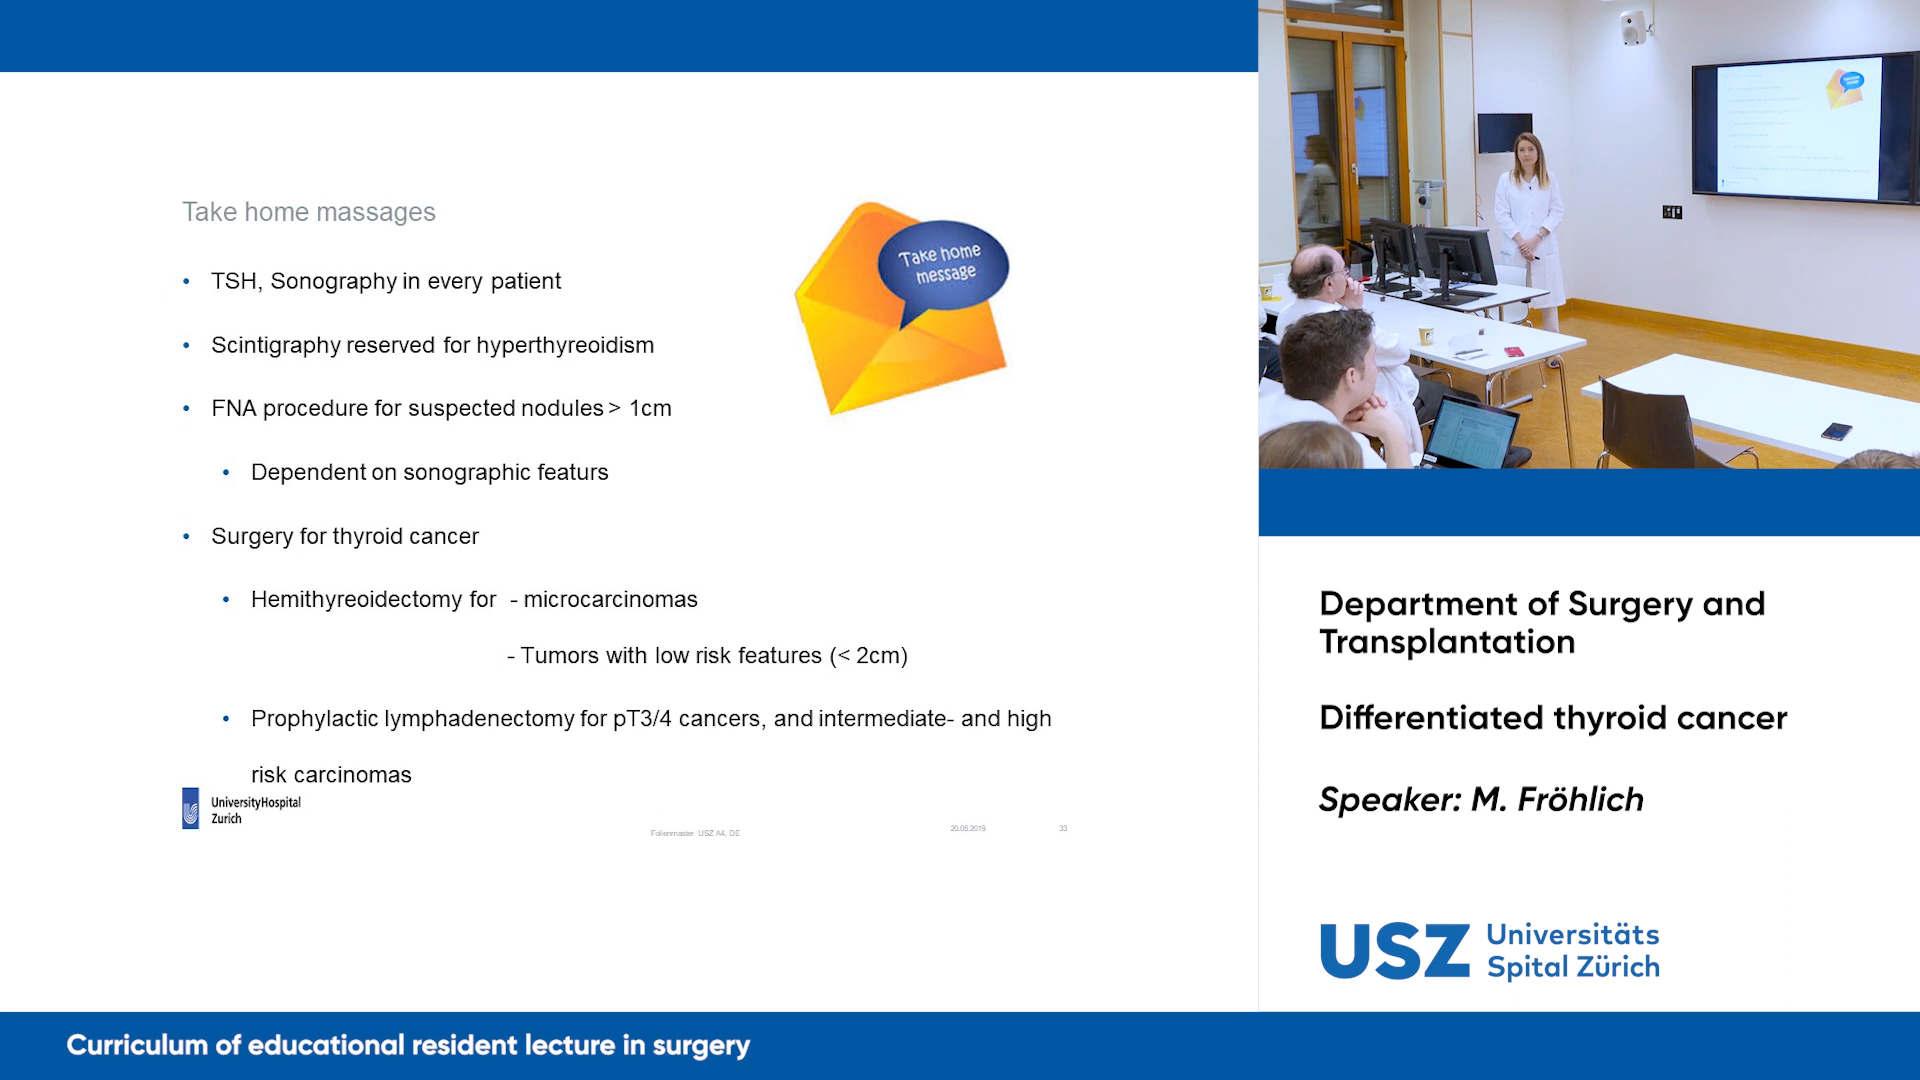 Take home massages
Take home
message
• TSH, Sonography in every patient
• Scintigraphy reserved for hyperthyreoidism
• FNA procedure for suspected nodules > 1cm
• Dependent on sonographic featurs
• Surgery for thyroid cancer
• Hemithyreoidectomy for - microcarcinomas
- Tumors with low risk features (< 2cm)
• Prophylactic lymphadenectomy for pT3/4 cancers, and intermediate- and high
risk carcinomas
UniversityHospital
Zurich
Folienmaster USZ A4, DE
20.05.2019
33
Department of Surgery and
Transplantation
Differentiated thyroid cancer
Speaker: M. Fröhlich
USZ Universitäts
Spital Zürich
Curriculum of educational resident lecture in surgery